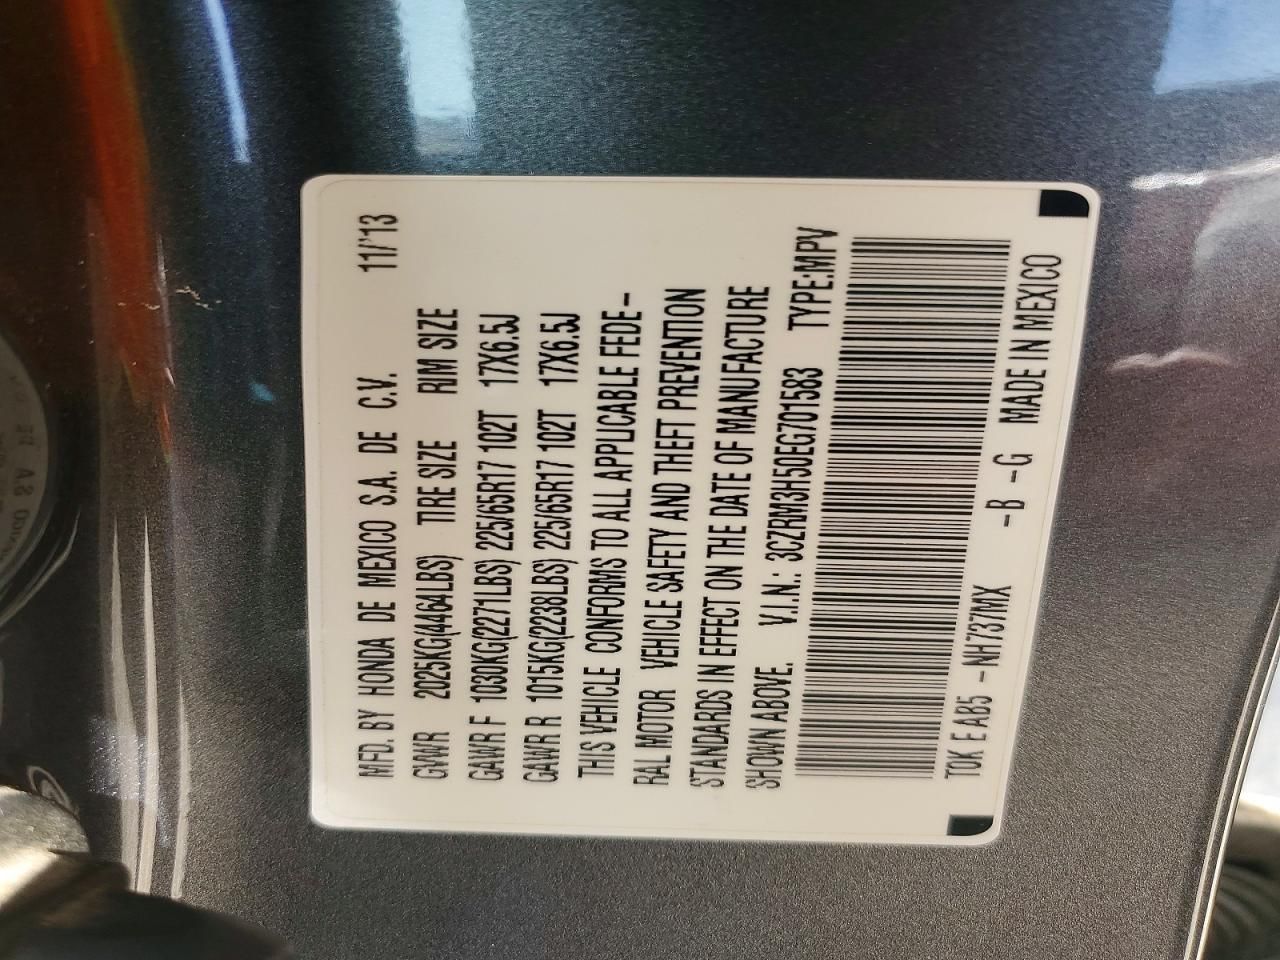 MFD. BY HONDA DE MEXICO S.A. DE C.V. 11/'13
GVWR 2025KG(4464LBS) TIRE SIZE RIM SIZE
GAWR F 1030KG(2271LBS) 225/65R17 102T 17X6.5J
GAWR R 1015KG(2238LBS) 225/65R17 102T 17X6.5J
THIS VEHICLE CONFORMS TO ALL APPLICABLE FEDE-
RAL MOTOR VEHICLE SAFETY AND THEFT PREVENTION
STANDARDS IN EFFECT ON THE DATE OF MANUFACTURE
SHOWN ABOVE. V.I.N.: 3CZRM3H50EG701583 TYPE:MPV
T0K E A85 -NH737MX -B -G MADE IN MEXICO